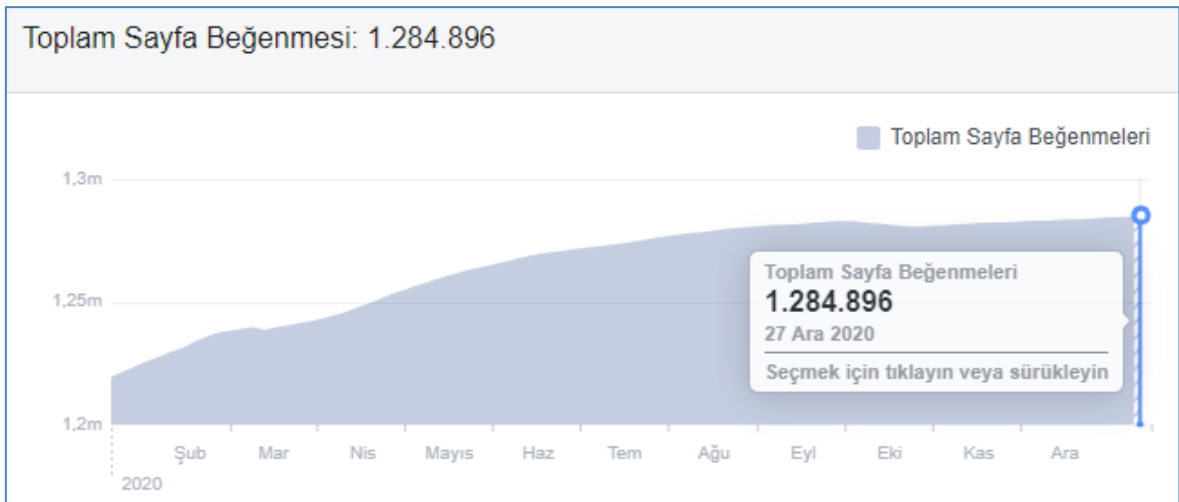 Toplam Sayfa Beğenmesi: 1.284.896
Toplam Sayfa Beğenmeleri
1,3m
Toplam Sayfa Beğenmeleri
1.284.896
27 Ara 2020
Seçmek için tıklayın veya sürükleyin
1,25m
1,2m
Şub Mar Nis Mayıs Haz Tem Ağu Eyl Eki Kas Ara
2020